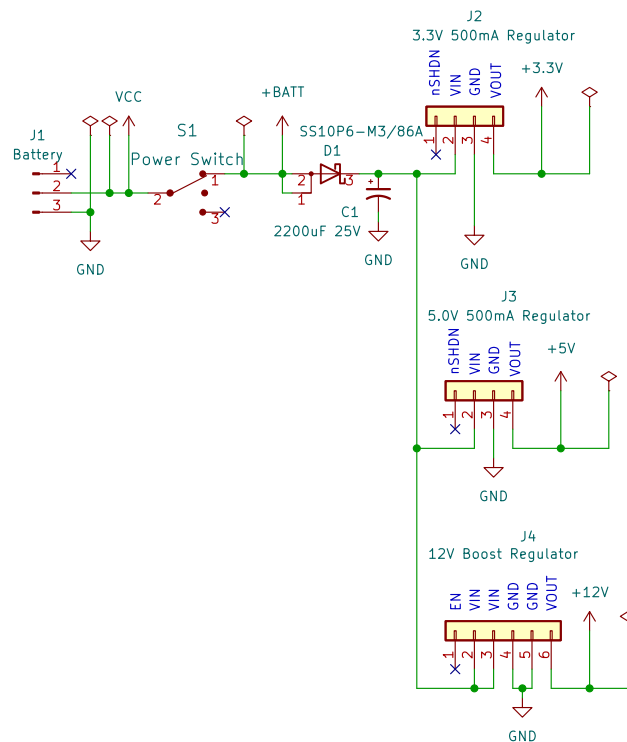 J2
3.3V 500mA Regulator
nSHDN
VIN
GND
VOUT
1
2
3
4
+3.3V
GND
VCC
+BATT
J1
Battery
1
2
3
GND
S1
Power Switch
1
2
3
SS10P6-M3/86A
D1
2
1
3
+
C1
2200uF 25V
GND
J3
5.0V 500mA Regulator
nSHDN
VIN
GND
VOUT
1
2
3
4
+5V
GND
J4
12V Boost Regulator
EN
VIN
VIN
GND
GND
VOUT
1
2
3
4
5
6
+12V
GND